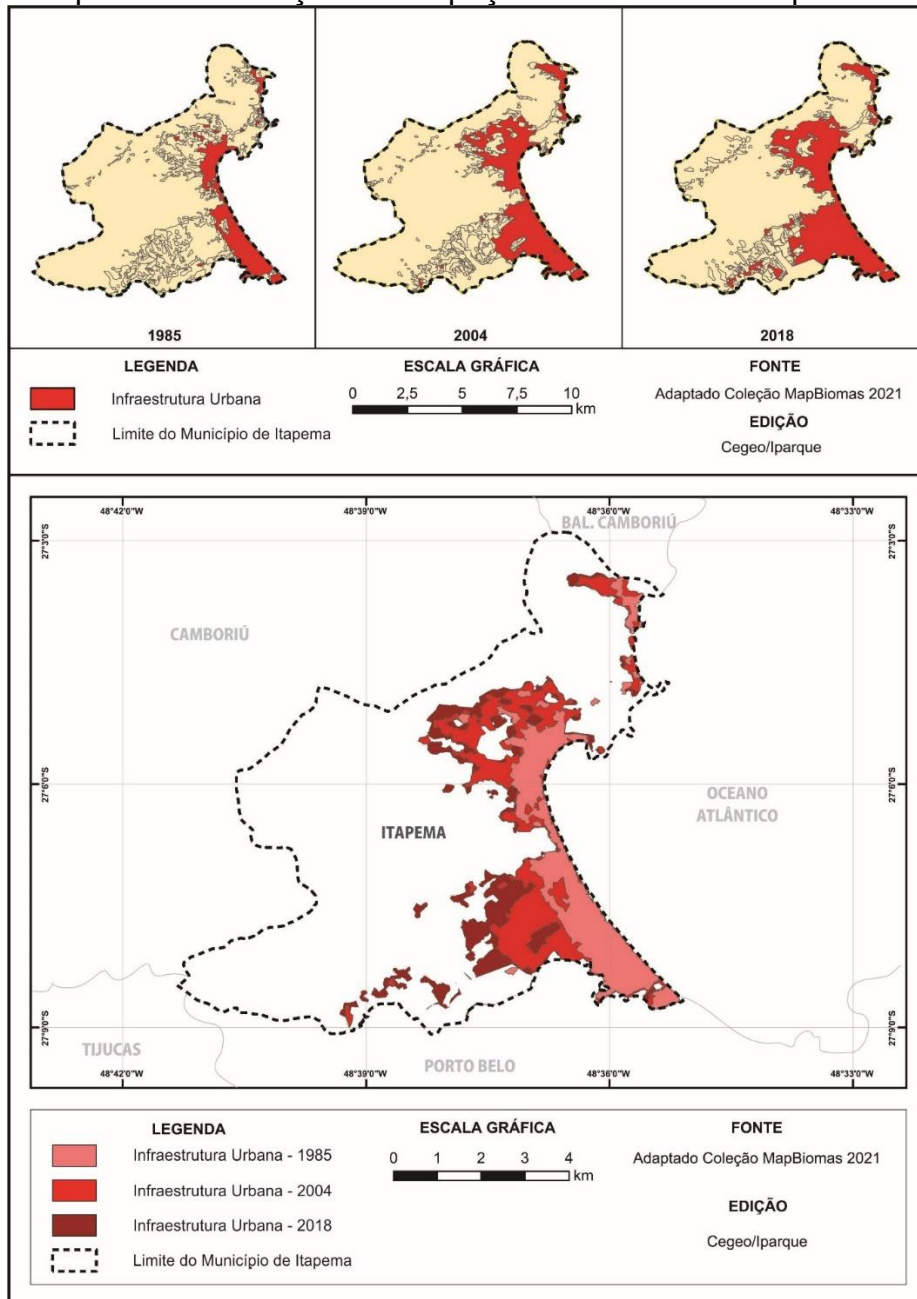 1985
2004
2018
LEGENDA
Infraestrutura Urbana
Limite do Município de Itapema
ESCALA GRÁFICA
0 2,5 5 7,5 10
km
FONTE
Adaptado Coleção MapBiomas 2021
EDIÇÃO
Cegeo/Iparque
48°42'0"W 48°39'0"W 48°36'0"W 48°33'0"W
BAL. CAMBORIÚ
27°3'0"S 27°3'0"S
CAMBORIÚ
27°6'0"S 27°6'0"S
OCEANO
ATLÂNTICO
ITAPEMA
27°9'0"S 27°9'0"S
TIJUCAS
PORTO BELO
48°42'0"W 48°39'0"W 48°36'0"W 48°33'0"W
LEGENDA
Infraestrutura Urbana - 1985
Infraestrutura Urbana - 2004
Infraestrutura Urbana - 2018
Limite do Município de Itapema
ESCALA GRÁFICA
0 1 2 3 4
km
FONTE
Adaptado Coleção MapBiomas 2021
EDIÇÃO
Cegeo/Iparque